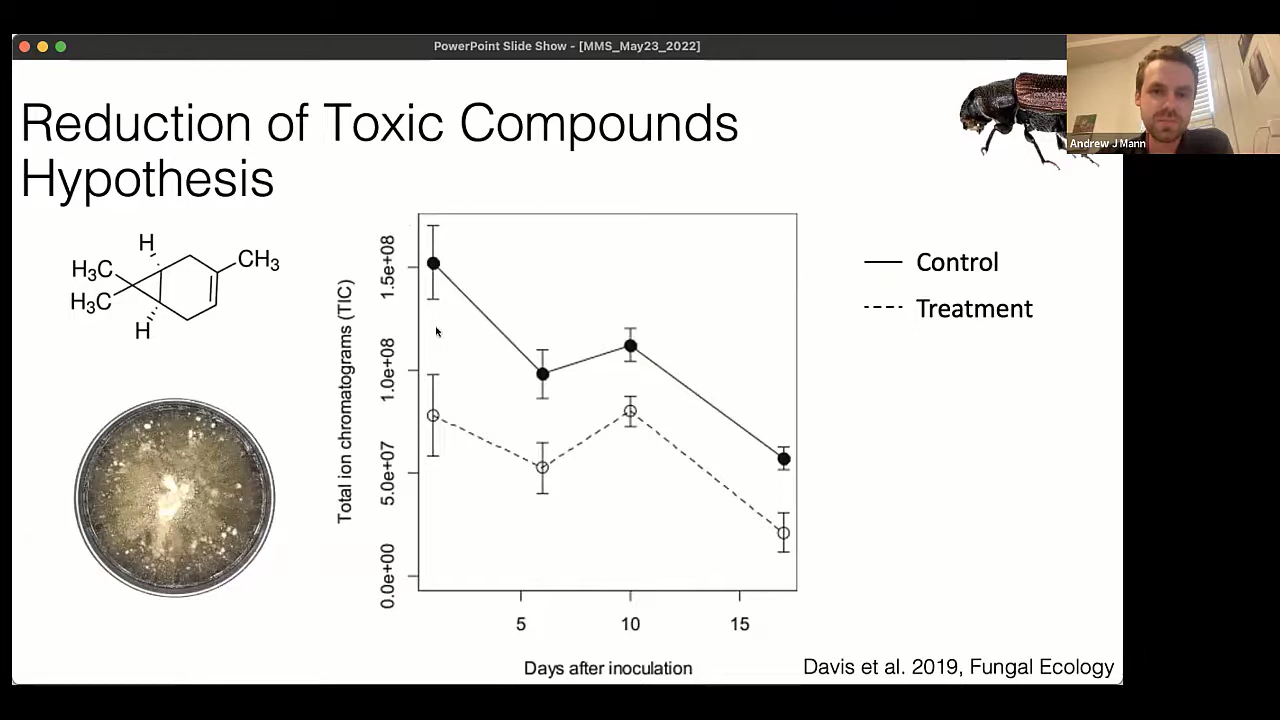 PowerPoint Slide Show - [MMS_May23_2022]
Andrew J Mann
Reduction of Toxic Compounds
Hypothesis
H
H₃C
CH₃
H₃C
H
Total ion chromatograms (TIC)
1.5e+08
1.0e+08
5.0e+07
0.0e+00
5
10
15
Days after inoculation
Control
Treatment
Davis et al. 2019, Fungal Ecology